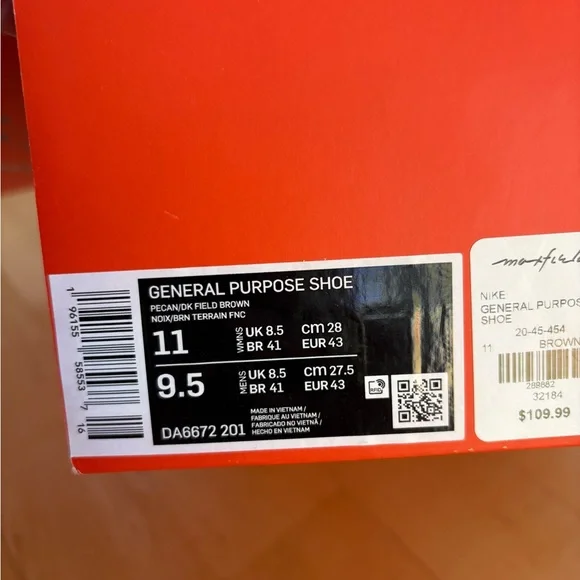 GENERAL PURPOSE SHOE
PECAN/DK FIELD BROWN
NOIX/BRN TERRAIN FNC
11 WMNS UK 8.5 CM 28
BR 41 EUR 43
9.5 MENS UK 8.5 CM 27.5
BR 41 EUR 43
MADE IN VIETNAM /
FABRIQUE AU VIETNAM /
FABRICADO NO VIETNÃ /
HECHO EN VIETNAM
DA6672 201
1 96155 58553 7 16
maxfield
NIKE
GENERAL PURPOS
SHOE
20-45-454
11 BROWN
288662
32184
$109.99